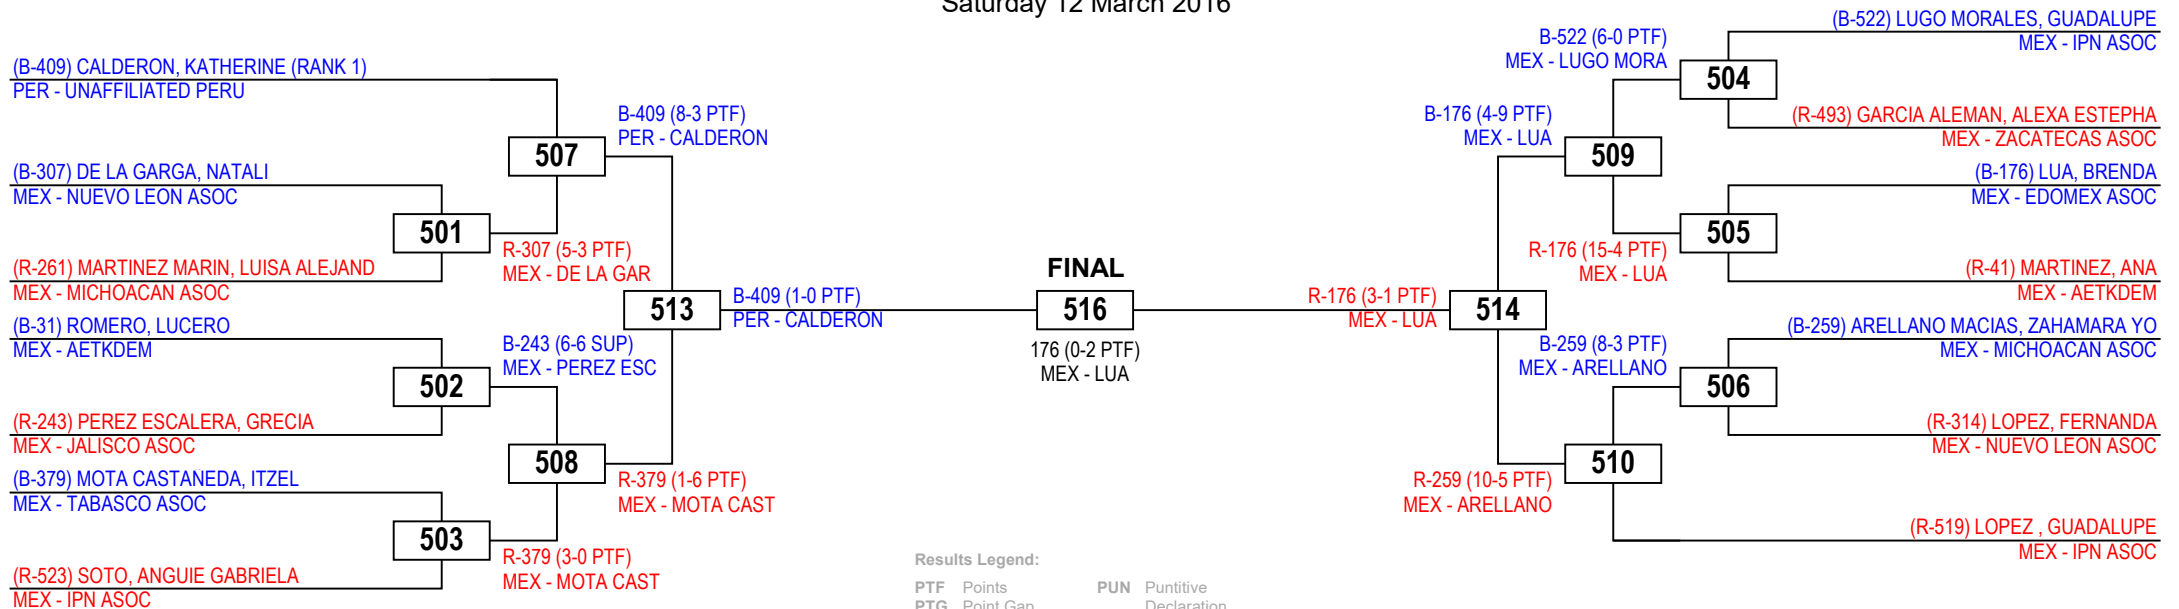 Saturday 12 March 2016
(B-409) CALDERON, KATHERINE (RANK 1)
PER - UNAFFILIATED PERU
(B-307) DE LA GARGA, NATALI
MEX - NUEVO LEON ASOC
(R-261) MARTINEZ MARIN, LUISA ALEJAND
MEX - MICHOACAN ASOC
(B-31) ROMERO, LUCERO
MEX - AETKDEM
(R-243) PEREZ ESCALERA, GRECIA
MEX - JALISCO ASOC
(B-379) MOTA CASTANEDA, ITZEL
MEX - TABASCO ASOC
(R-523) SOTO, ANGUIE GABRIELA
MEX - IPN ASOC
501
502
503
R-307 (5-3 PTF)
MEX - DE LA GAR
B-243 (6-6 SUP)
MEX - PEREZ ESC
R-379 (3-0 PTF)
MEX - MOTA CAST
507
508
B-409 (8-3 PTF)
PER - CALDERON
R-379 (1-6 PTF)
MEX - MOTA CAST
513
B-409 (1-0 PTF)
PER - CALDERON
FINAL
516
176 (0-2 PTF)
MEX - LUA
R-176 (3-1 PTF)
MEX - LUA
514
B-176 (4-9 PTF)
MEX - LUA
R-259 (10-5 PTF)
MEX - ARELLANO
509
510
B-522 (6-0 PTF)
MEX - LUGO MORA
R-176 (15-4 PTF)
MEX - LUA
B-259 (8-3 PTF)
MEX - ARELLANO
504
505
506
(B-522) LUGO MORALES, GUADALUPE
MEX - IPN ASOC
(R-493) GARCIA ALEMAN, ALEXA ESTEPHA
MEX - ZACATECAS ASOC
(B-176) LUA, BRENDA
MEX - EDOMEX ASOC
(R-41) MARTINEZ, ANA
MEX - AETKDEM
(B-259) ARELLANO MACIAS, ZAHAMARA YO
MEX - MICHOACAN ASOC
(R-314) LOPEZ, FERNANDA
MEX - NUEVO LEON ASOC
(R-519) LOPEZ , GUADALUPE
MEX - IPN ASOC
Results Legend:
PTF Points PUN Puntitive
PTG Point Gap Declaration